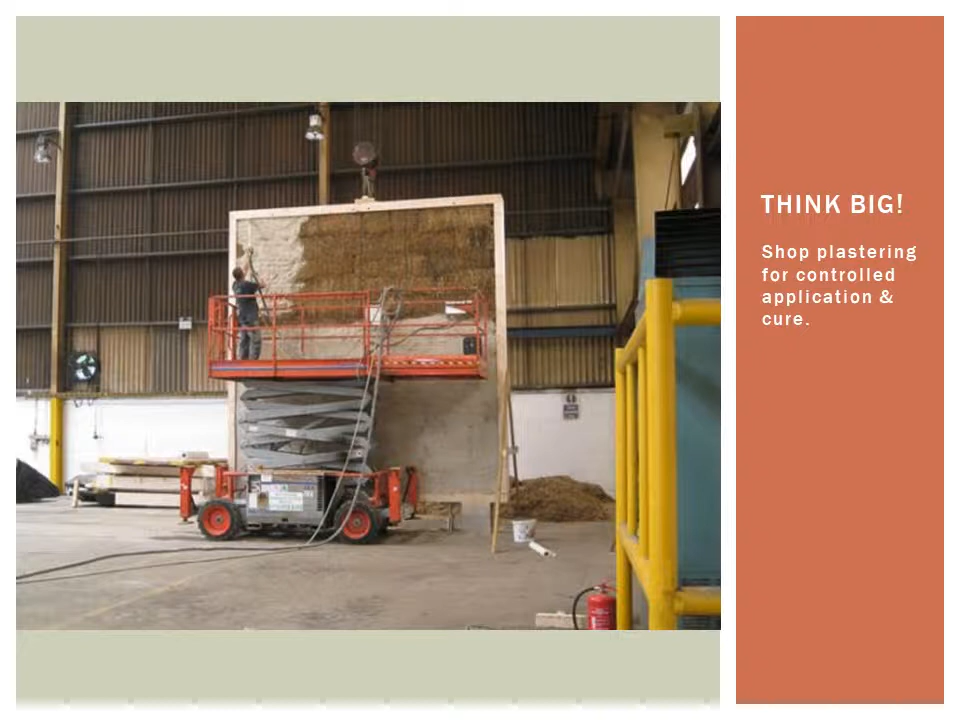 THINK BIG!
Shop plastering
for controlled
application &
cure.